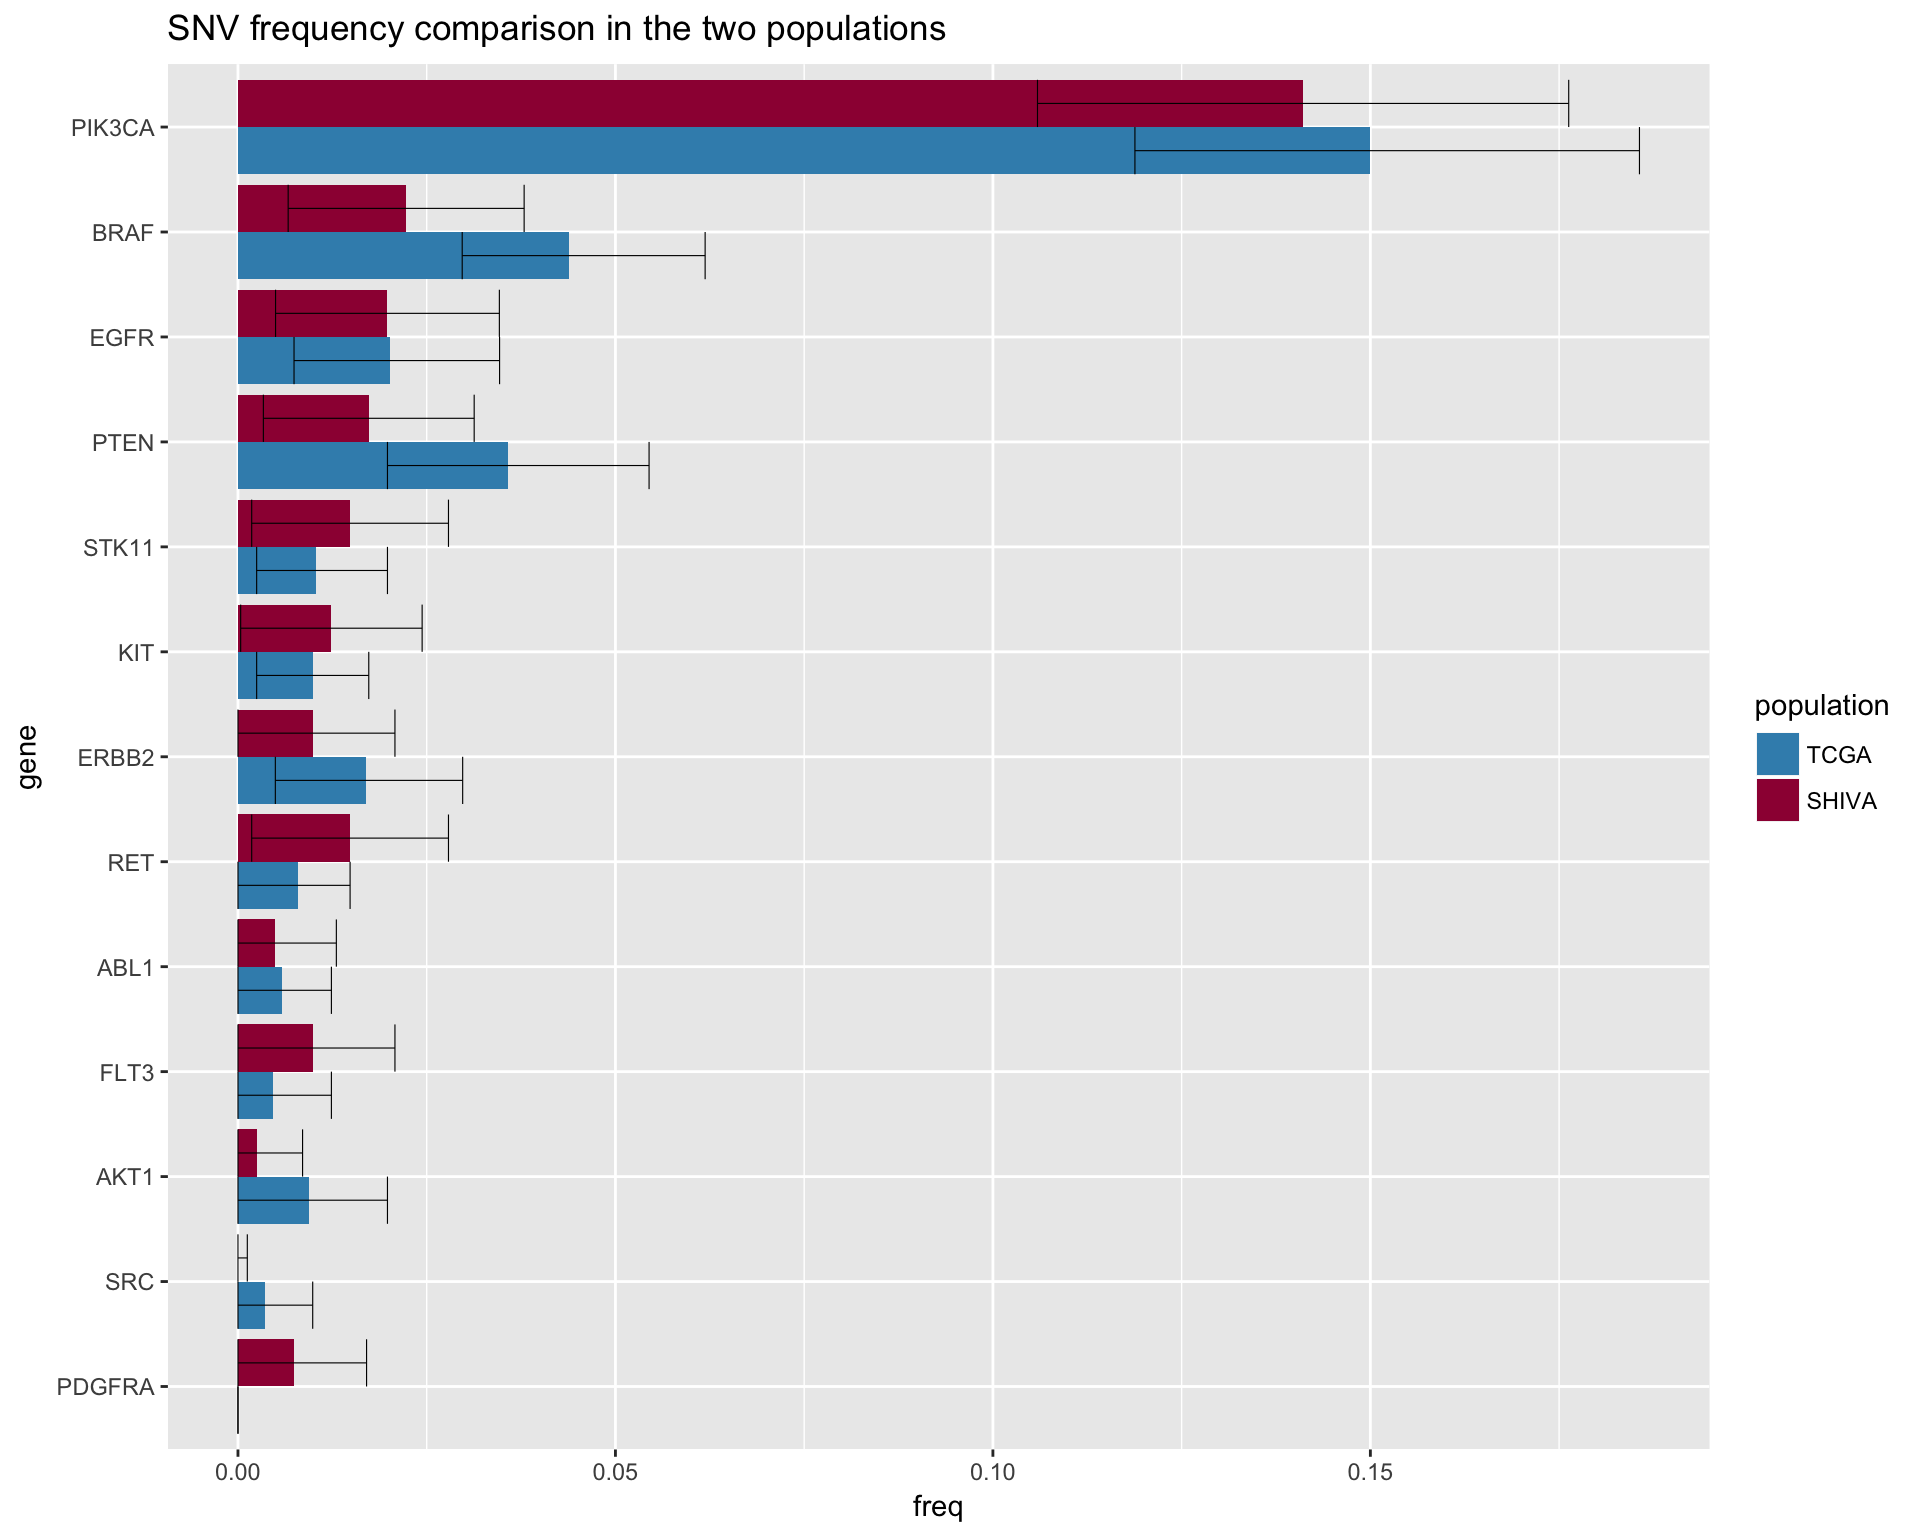 SNV frequency comparison in the two populations
PIK3CA
BRAF
EGFR
PTEN
STK11
KIT
ERBB2
RET
ABL1
FLT3
AKT1
SRC
PDGFRA
gene
0.00 0.05 0.10 0.15
freq
population
TCGA
SHIVA